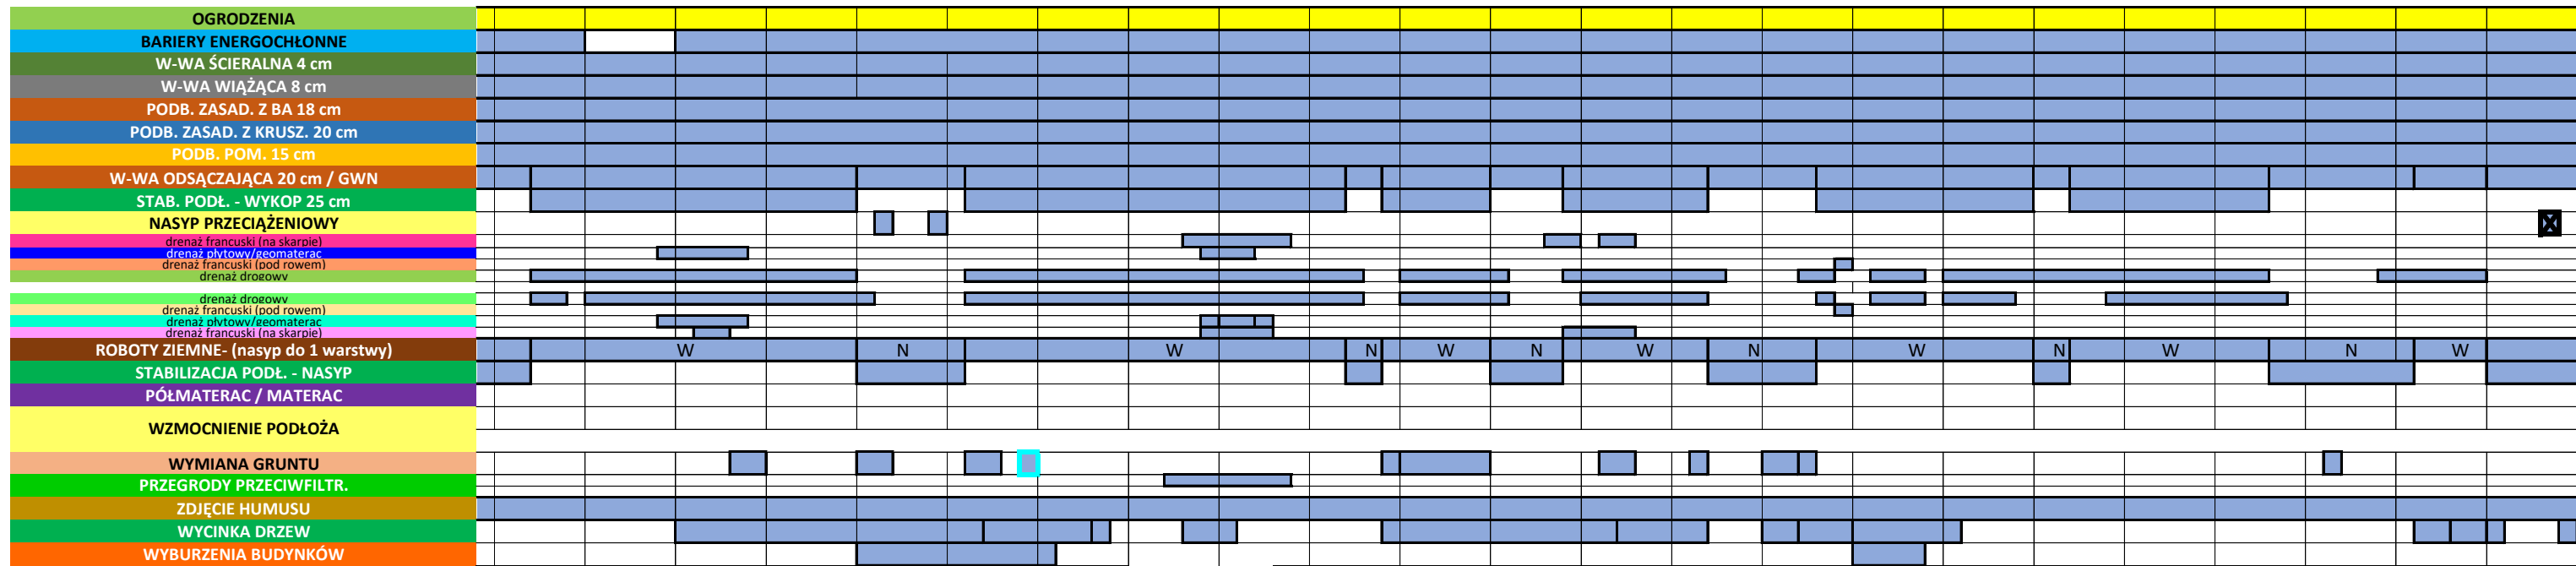 OGRODZENIA
BARIERY ENERGOCHŁONNE
W-WA ŚCIERALNA 4 cm
W-WA WIĄŻĄCA 8 cm
PODB. ZASAD. Z BA 18 cm
PODB. ZASAD. Z KRUSZ. 20 cm
PODB. POM. 15 cm
W-WA ODSĄCZAJĄCA 20 cm / GWN
STAB. PODŁ. - WYKOP 25 cm
NASYP PRZECIĄŻENIOWY
drenaż francuski (na skarpie)
drenaż płytowy/geomaterac
drenaż francuski (pod rowem)
drenaż drogowy
drenaż drogowy
drenaż francuski (pod rowem)
drenaż płytowy/geomaterac
drenaż francuski (na skarpie)
ROBOTY ZIEMNE- (nasyp do 1 warstwy) W N W N W N W N W N W N W
STABILIZACJA PODŁ. - NASYP
PÓŁMATERAC / MATERAC
WZMOCNIENIE PODŁOŻA
WYMIANA GRUNTU
PRZEGRODY PRZECIWFILTR.
ZDJĘCIE HUMUSU
WYCINKA DRZEW
WYBURZENIA BUDYNKÓW